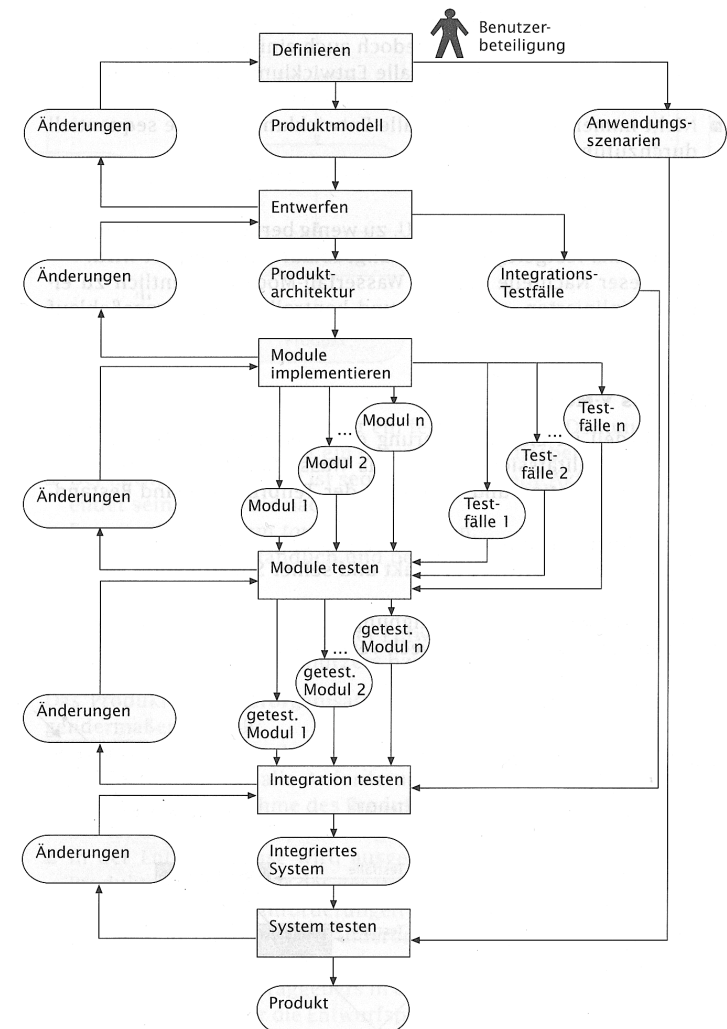 Benutzer-
beteiligung
Definieren
Änderungen
Produktmodell
Anwendungs-
szenarien
Entwerfen
Änderungen
Produkt-
architektur
Integrations-
Testfälle
Module
implementieren
Modul 1
Modul 2
...
Modul n
Test-
fälle 1
Test-
fälle 2
...
Test-
fälle n
Änderungen
Module testen
getest.
Modul 1
getest.
Modul 2
...
getest.
Modul n
Änderungen
Integration testen
Änderungen
Integriertes
System
System testen
Produkt